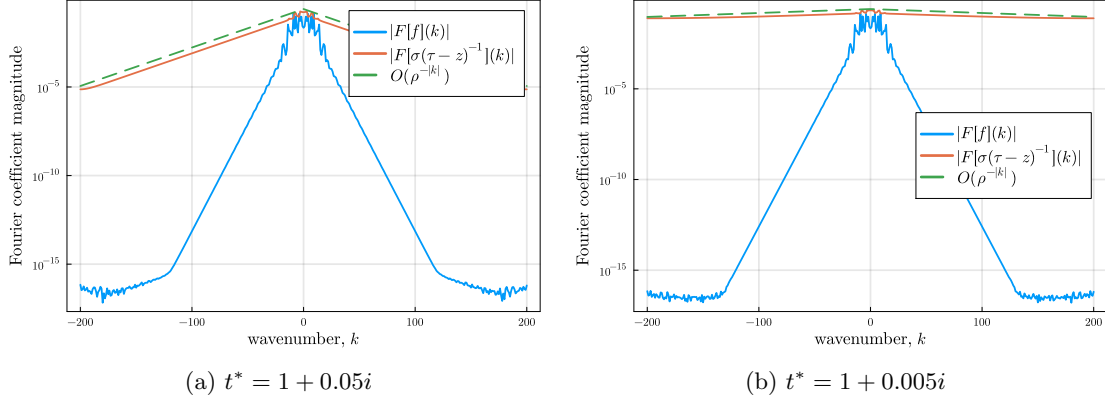 Fourier coefficient magnitude
10⁻⁵
10⁻¹⁰
10⁻¹⁵
−200
−100
0
100
200
wavenumber, k
|F[f](k)|
|F[σ(τ − z)⁻¹](k)|
O(ρ^{−|k|})
(a) t* = 1 + 0.05i
Fourier coefficient magnitude
10⁻⁵
10⁻¹⁰
10⁻¹⁵
−200
−100
0
100
200
wavenumber, k
|F[f](k)|
|F[σ(τ − z)⁻¹](k)|
O(ρ^{−|k|})
(b) t* = 1 + 0.005i